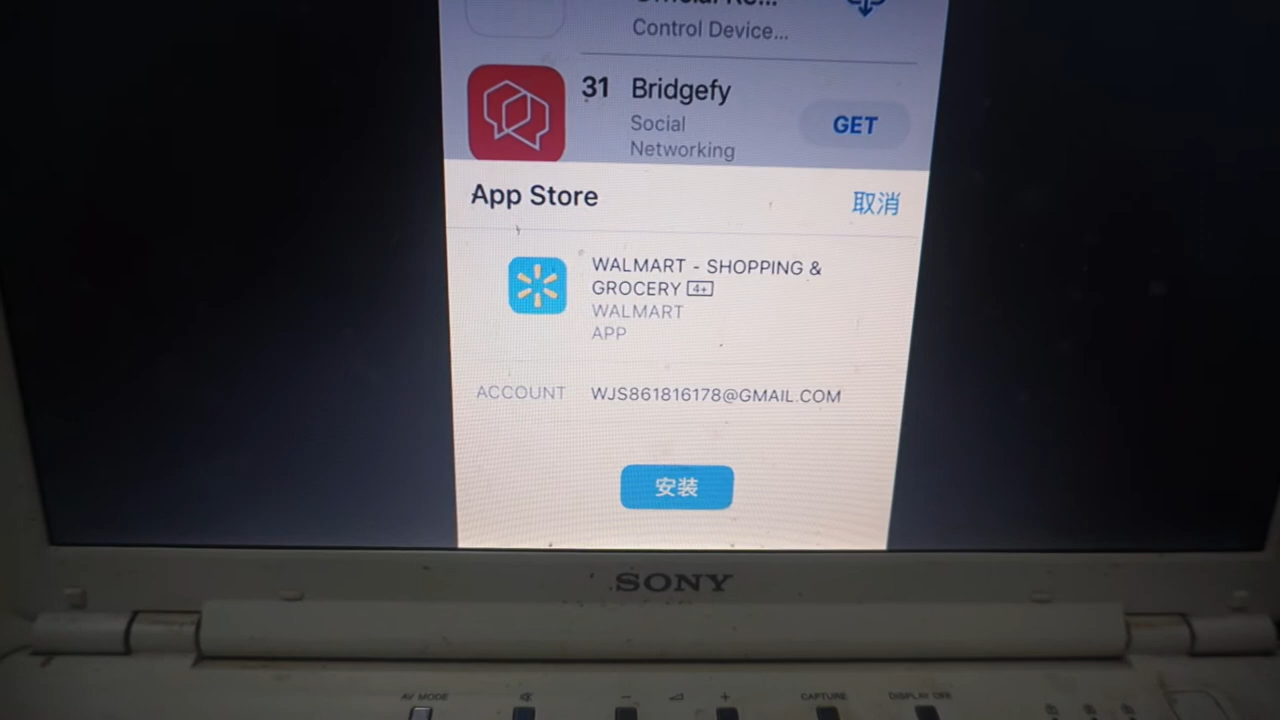 Control Device...
31 Bridgefy
Social
Networking
GET
App Store
取消
WALMART - SHOPPING &
GROCERY 4+
WALMART
APP
ACCOUNT WJS861816178@GMAIL.COM
安装
SONY
AV MODE
CAPTURE
DISPLAY OFF